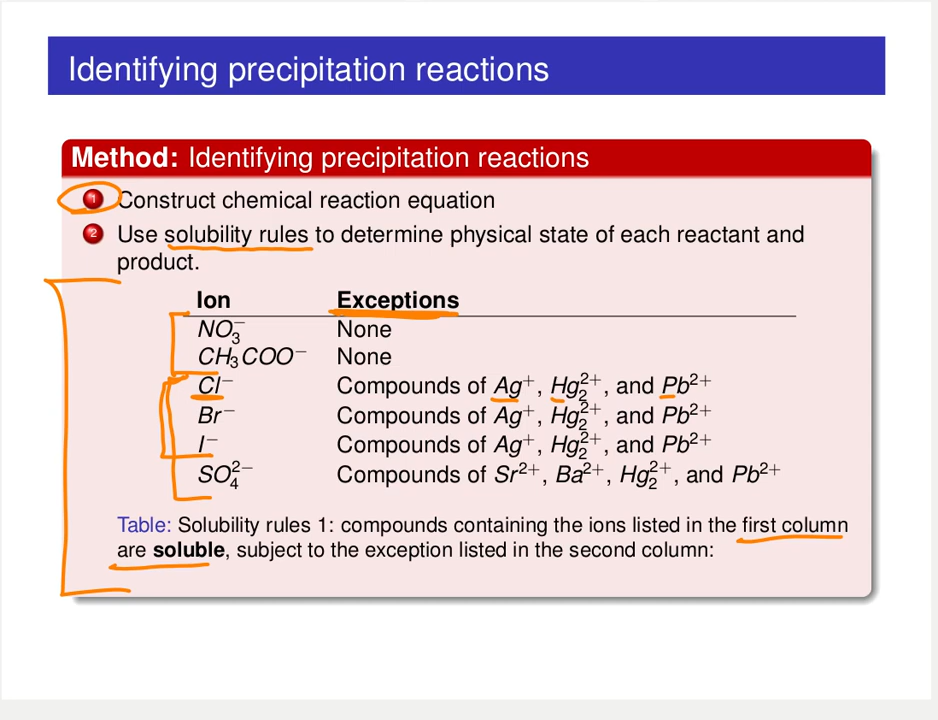 Identifying precipitation reactions
Method: Identifying precipitation reactions
1 Construct chemical reaction equation
2 Use solubility rules to determine physical state of each reactant and
product.
Ion Exceptions
NO₃⁻ None
CH₃COO⁻ None
Cl⁻ Compounds of Ag⁺, Hg₂²⁺, and Pb²⁺
Br⁻ Compounds of Ag⁺, Hg₂²⁺, and Pb²⁺
I⁻ Compounds of Ag⁺, Hg₂²⁺, and Pb²⁺
SO₄²⁻ Compounds of Sr²⁺, Ba²⁺, Hg₂²⁺, and Pb²⁺
Table: Solubility rules 1: compounds containing the ions listed in the first column
are soluble, subject to the exception listed in the second column: